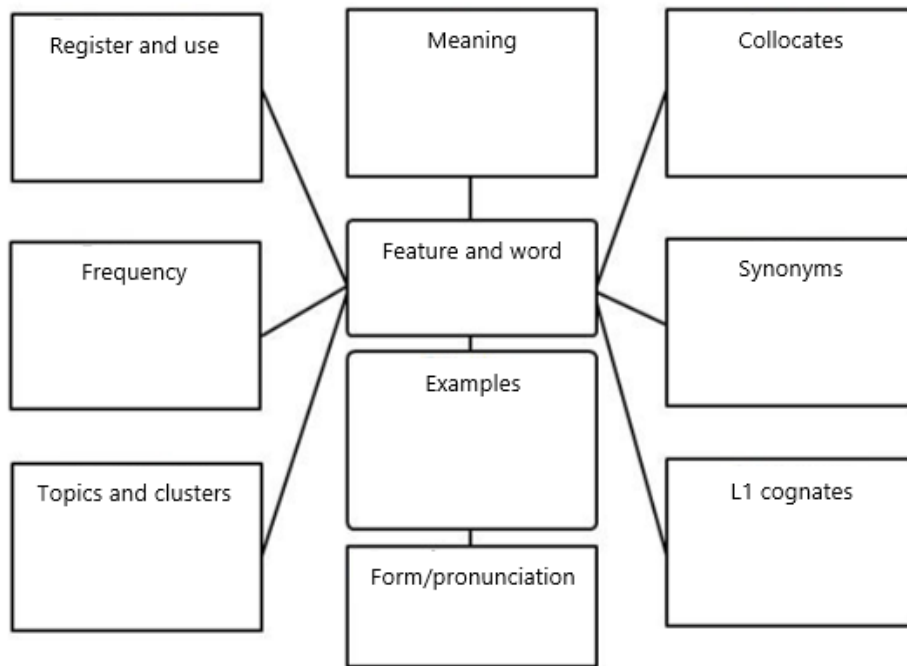 Register and use
Meaning
Collocates
Feature and word
Frequency
Synonyms
Examples
Topics and clusters
L1 cognates
Form/pronunciation